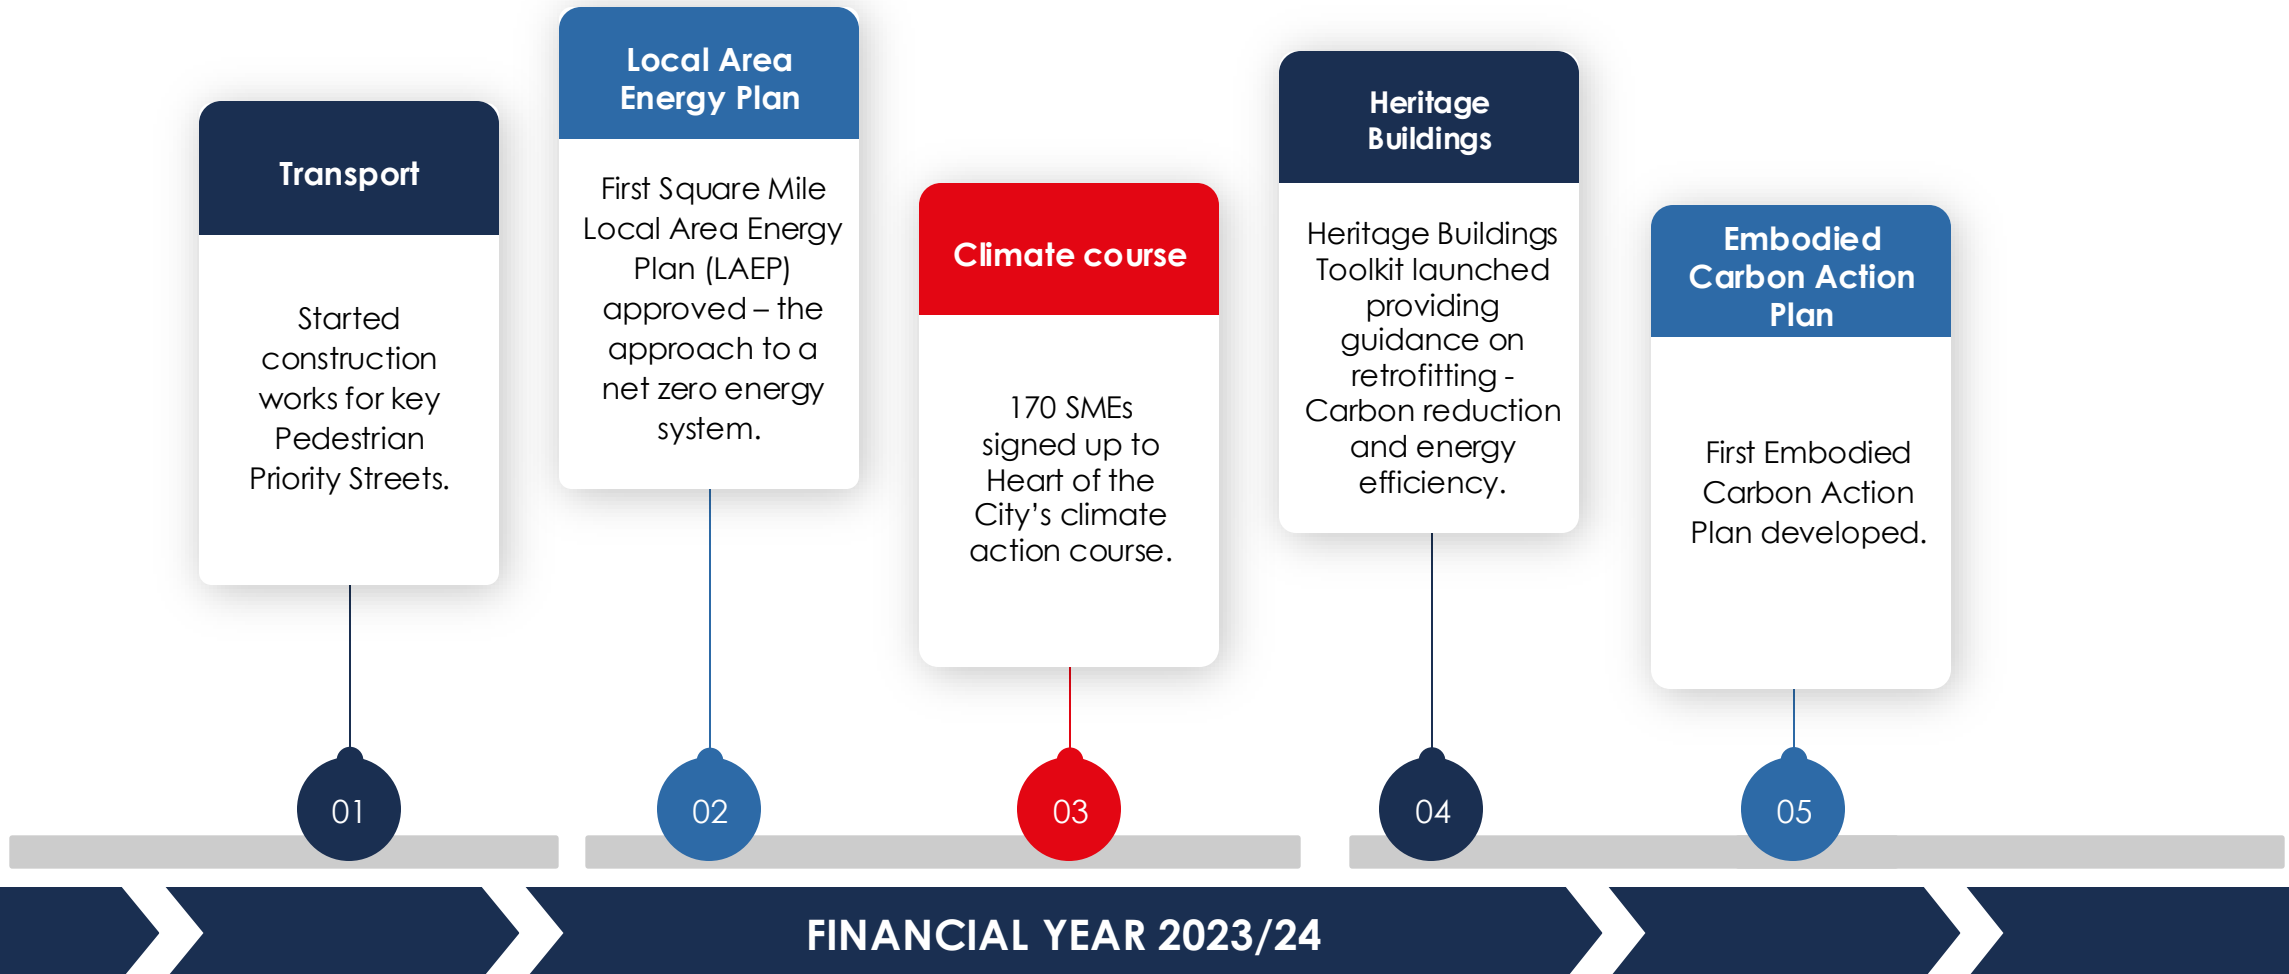 Transport
Started
construction
works for key
Pedestrian
Priority Streets.
01
Local Area
Energy Plan
First Square Mile
Local Area Energy
Plan (LAEP)
approved – the
approach to a
net zero energy
system.
02
Climate course
170 SMEs
signed up to
Heart of the
City’s climate
action course.
03
Heritage
Buildings
Heritage Buildings
Toolkit launched
providing
guidance on
retrofitting -
Carbon reduction
and energy
efficiency.
04
Embodied
Carbon Action
Plan
First Embodied
Carbon Action
Plan developed.
05
FINANCIAL YEAR 2023/24